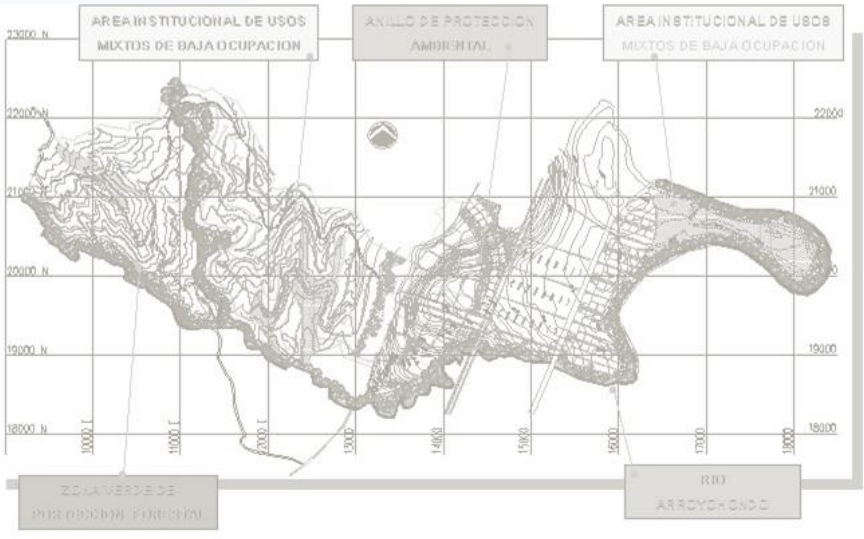 AREA INSTITUCIONAL DE USOS
MIXTOS DE BAJA OCUPACION
ANILLO DE PROTECCION
AMBIENTAL
AREA INSTITUCIONAL DE USOS
MIXTOS DE BAJA OCUPACION
23000 N
22000 N
22000
21000
20000 N
19000 N
19000
18000 N
18000
10000 E
11000 E
12000
13000
14000
15000
16000
17000
18000
ZONA VERDE DE
PROTECCION FORESTAL
RIO
ARROYOHONDO